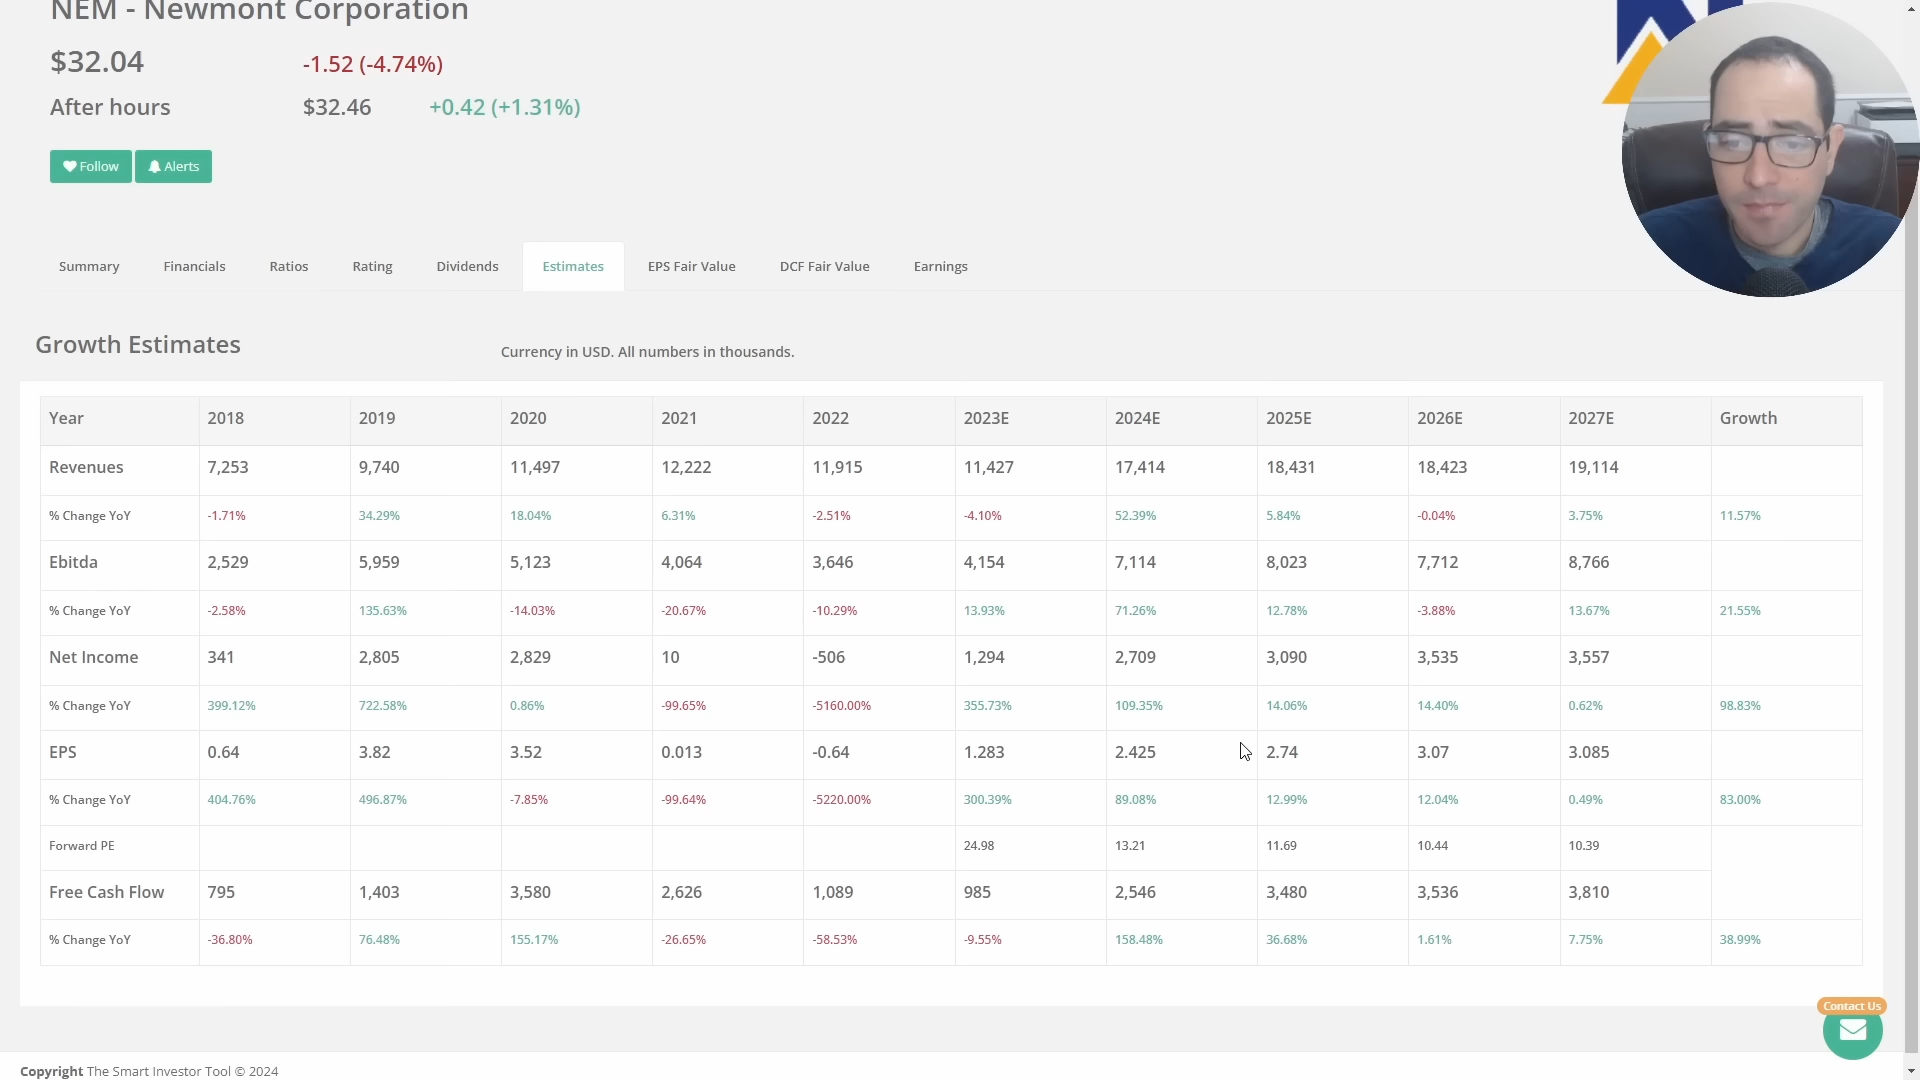 NEM - Newmont Corporation
$32.04 -1.52 (-4.74%)
After hours $32.46 +0.42 (+1.31%)
Follow Alerts
Summary Financials Ratios Rating Dividends Estimates EPS Fair Value DCF Fair Value Earnings
Growth Estimates Currency in USD. All numbers in thousands.
Year 2018 2019 2020 2021 2022 2023E 2024E 2025E 2026E 2027E Growth
Revenues 7,253 9,740 11,497 12,222 11,915 11,427 17,414 18,431 18,423 19,114
% Change YoY -1.71% 34.29% 18.04% 6.31% -2.51% -4.10% 52.39% 5.84% -0.04% 3.75% 11.57%
Ebitda 2,529 5,959 5,123 4,064 3,646 4,154 7,114 8,023 7,712 8,766
% Change YoY -2.58% 135.63% -14.03% -20.67% -10.29% 13.93% 71.26% 12.78% -3.88% 13.67% 21.55%
Net Income 341 2,805 2,829 10 -506 1,294 2,709 3,090 3,535 3,557
% Change YoY 399.12% 722.58% 0.86% -99.65% -5160.00% 355.73% 109.35% 14.06% 14.40% 0.62% 98.83%
EPS 0.64 3.82 3.52 0.013 -0.64 1.283 2.425 2.74 3.07 3.085
% Change YoY 404.76% 496.87% -7.85% -99.64% -5220.00% 300.39% 89.08% 12.99% 12.04% 0.49% 83.00%
Forward PE 24.98 13.21 11.69 10.44 10.39
Free Cash Flow 795 1,403 3,580 2,626 1,089 985 2,546 3,480 3,536 3,810
% Change YoY -36.80% 76.48% 155.17% -26.65% -58.53% -9.55% 158.48% 36.68% 1.61% 7.75% 38.99%
Contact Us
Copyright The Smart Investor Tool © 2024